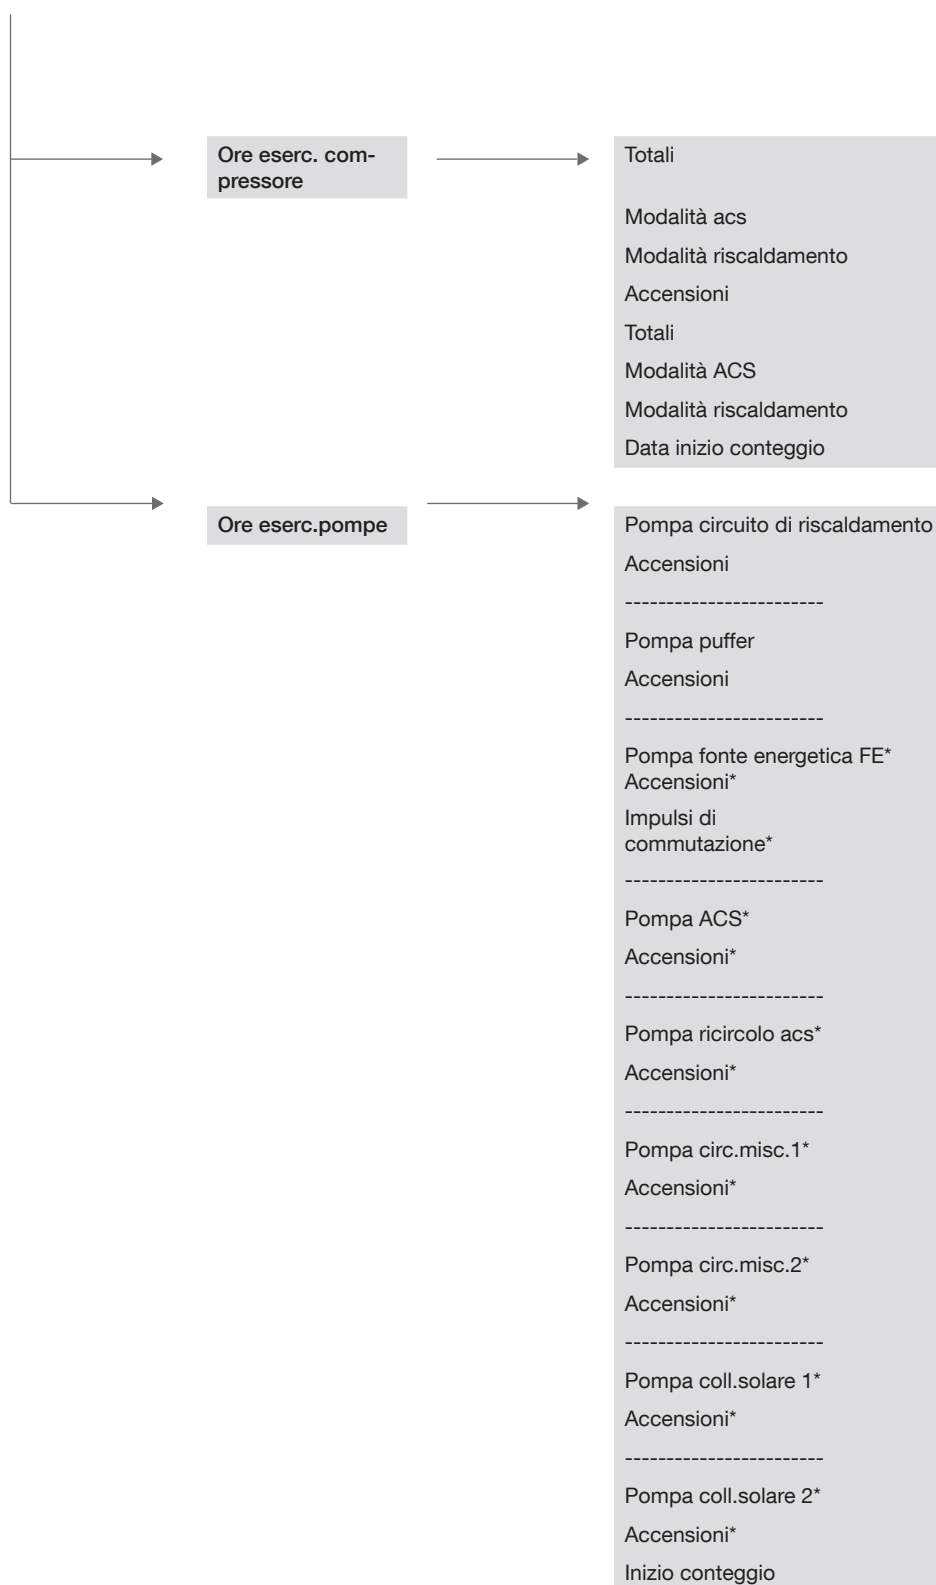 Ore eserc. com-
pressore
Totali
Modalità acs
Modalità riscaldamento
Accensioni
Totali
Modalità ACS
Modalità riscaldamento
Data inizio conteggio
Ore eserc.pompe
Pompa circuito di riscaldamento
Accensioni
------------------------
Pompa puffer
Accensioni
------------------------
Pompa fonte energetica FE*
Accensioni*
Impulsi di
commutazione*
------------------------
Pompa ACS*
Accensioni*
------------------------
Pompa ricircolo acs*
Accensioni*
------------------------
Pompa circ.misc.1*
Accensioni*
------------------------
Pompa circ.misc.2*
Accensioni*
------------------------
Pompa coll.solare 1*
Accensioni*
------------------------
Pompa coll.solare 2*
Accensioni*
Inizio conteggio